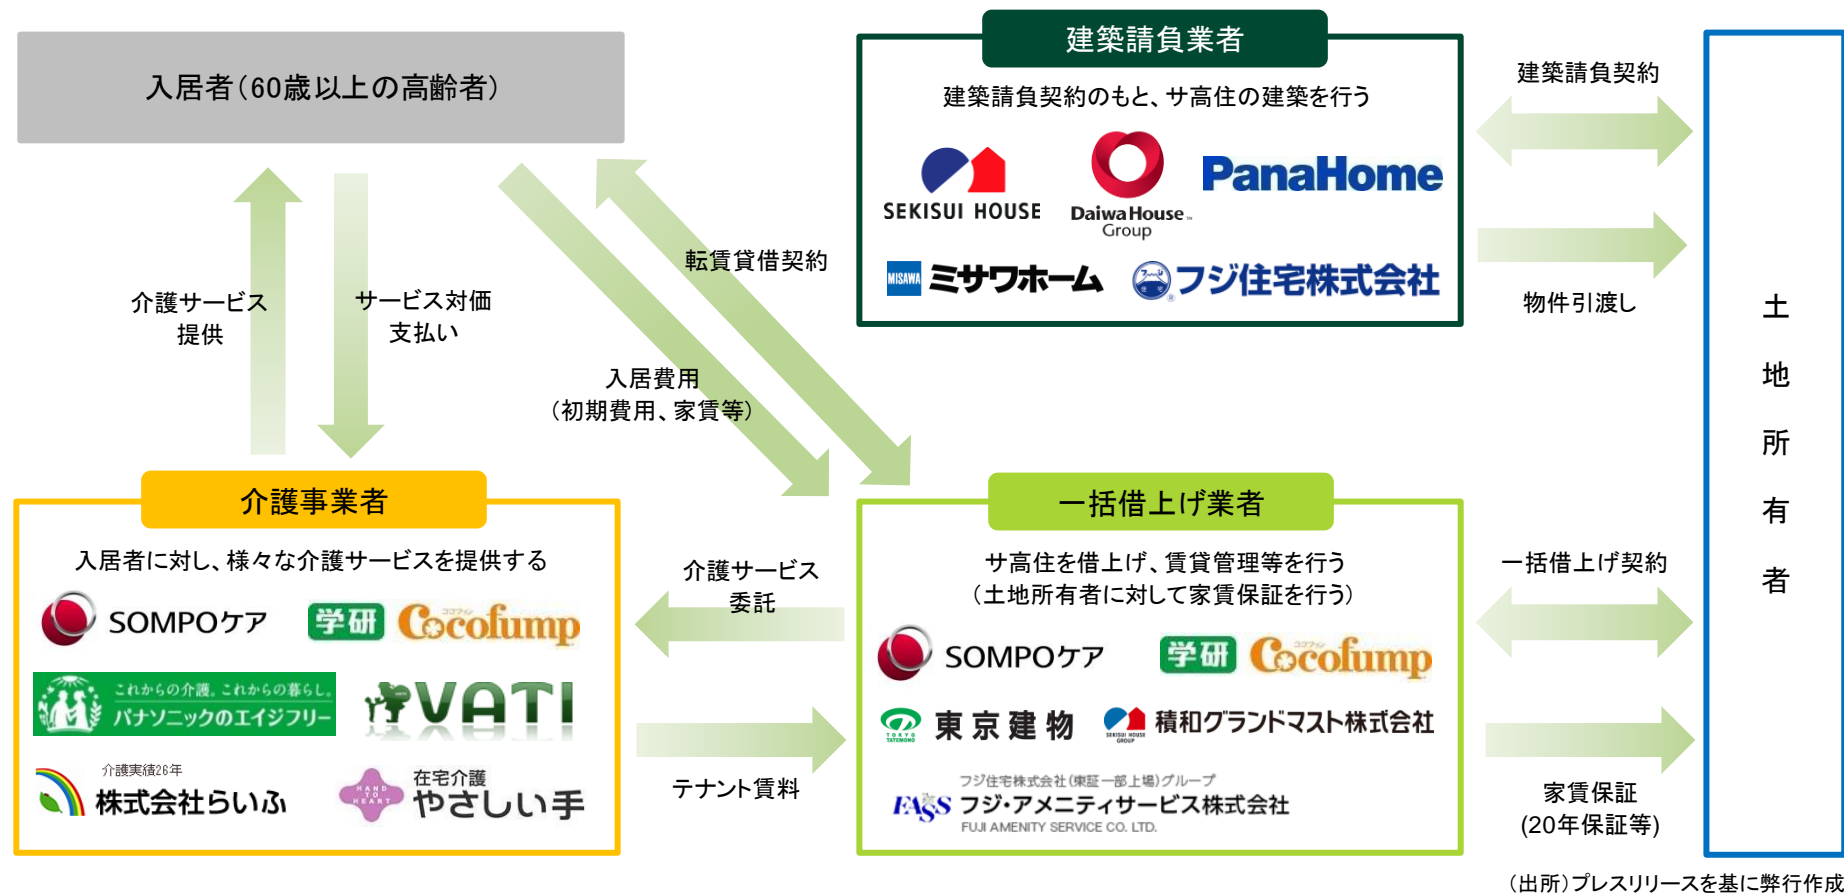 入居者（60歳以上の高齢者）
建築請負業者
建築請負契約のもと、サ高住の建築を行う
SEKISUI HOUSE
DaiwaHouse
Group
PanaHome
MISAWA ミサワホーム
フジ住宅株式会社
建築請負契約
物件引渡し
土地所有者
介護サービス
提供
サービス対価
支払い
転賃貸借契約
入居費用
（初期費用、家賃等）
介護事業者
入居者に対し、様々な介護サービスを提供する
SOMPOケア
学研 ココファン Cocofump
これからの介護。これからの暮らし。
パナソニックのエイジフリー
VATI
介護実績26年
株式会社らいふ
HAND TO HEART
在宅介護
やさしい手
介護サービス
委託
テナント賃料
一括借上げ業者
サ高住を借上げ、賃貸管理等を行う
（土地所有者に対して家賃保証を行う）
SOMPOケア
学研 ココファン Cocofump
TOKYO TATEMONO
東京建物
SEKISUI HOUSE GROUP
積和グランドマスト株式会社
フジ住宅株式会社（東証一部上場）グループ
FASS フジ・アメニティサービス株式会社
FUJI AMENITY SERVICE CO. LTD.
一括借上げ契約
家賃保証
(20年保証等)
（出所）プレスリリースを基に弊行作成